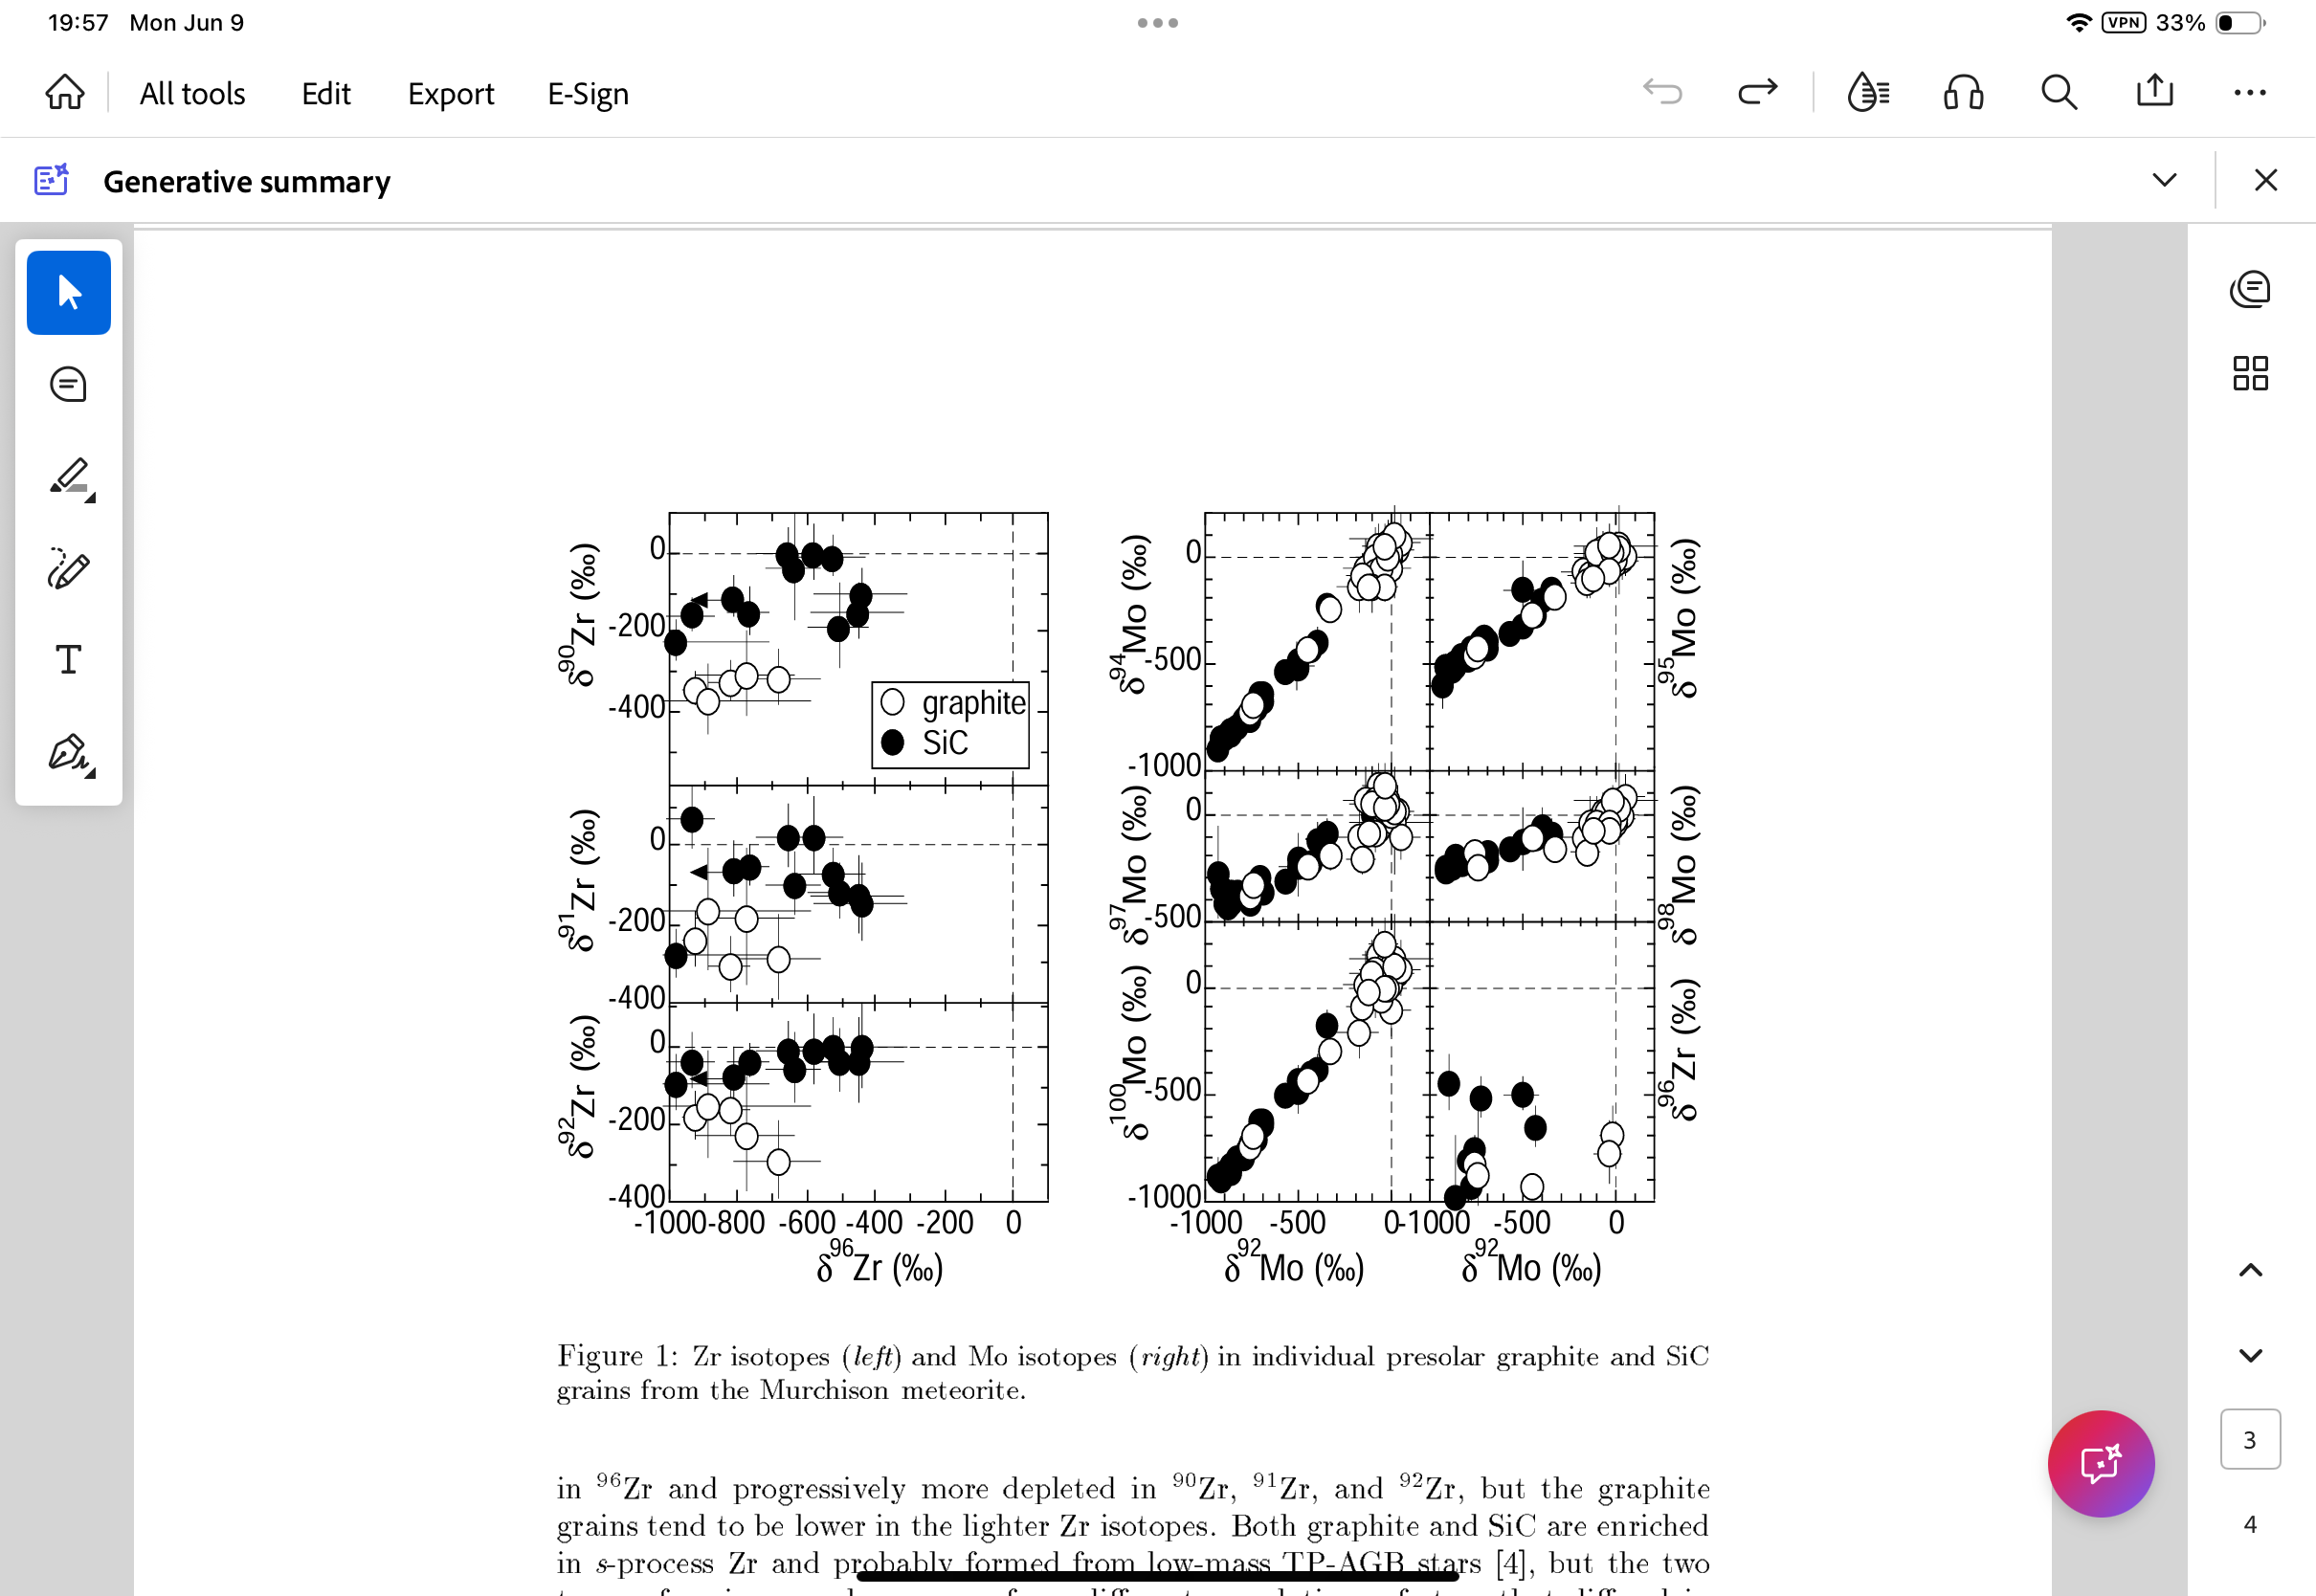 19:57 Mon Jun 9
VPN 33%
All tools Edit Export E-Sign
Generative summary
T
δ90Zr (‰)
0
-200
-400
graphite
SiC
δ91Zr (‰)
0
-200
-400
δ92Zr (‰)
0
-200
-400
-1000 -800 -600 -400 -200 0
δ96Zr (‰)
δ94Mo (‰)
0
-500
-1000
δ95Mo (‰)
δ97Mo (‰)
0
-500
δ98Mo (‰)
δ100Mo (‰)
0
-500
-1000
δ96Zr (‰)
-1000 -500 0 -1000 -500 0
δ92Mo (‰) δ92Mo (‰)
Figure 1: Zr isotopes (left) and Mo isotopes (right) in individual presolar graphite and SiC
grains from the Murchison meteorite.
in 96Zr and progressively more depleted in 90Zr, 91Zr, and 92Zr, but the graphite
grains tend to be lower in the lighter Zr isotopes. Both graphite and SiC are enriched
in s-process Zr and probably formed from low-mass TP-AGB stars [4], but the two
3
4